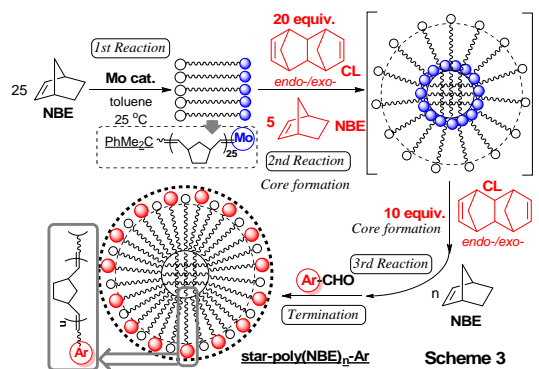 1st Reaction
25
NBE
Mo cat.
toluene
25 °C
PhMe2C
25
Mo
20 equiv.
CL
endo-/exo-
5
NBE
2nd Reaction
Core formation
CL
10 equiv.
Core formation
endo-/exo-
3rd Reaction
Ar-CHO
Termination
n
NBE
n
Ar
star-poly(NBE)n-Ar
Scheme 3